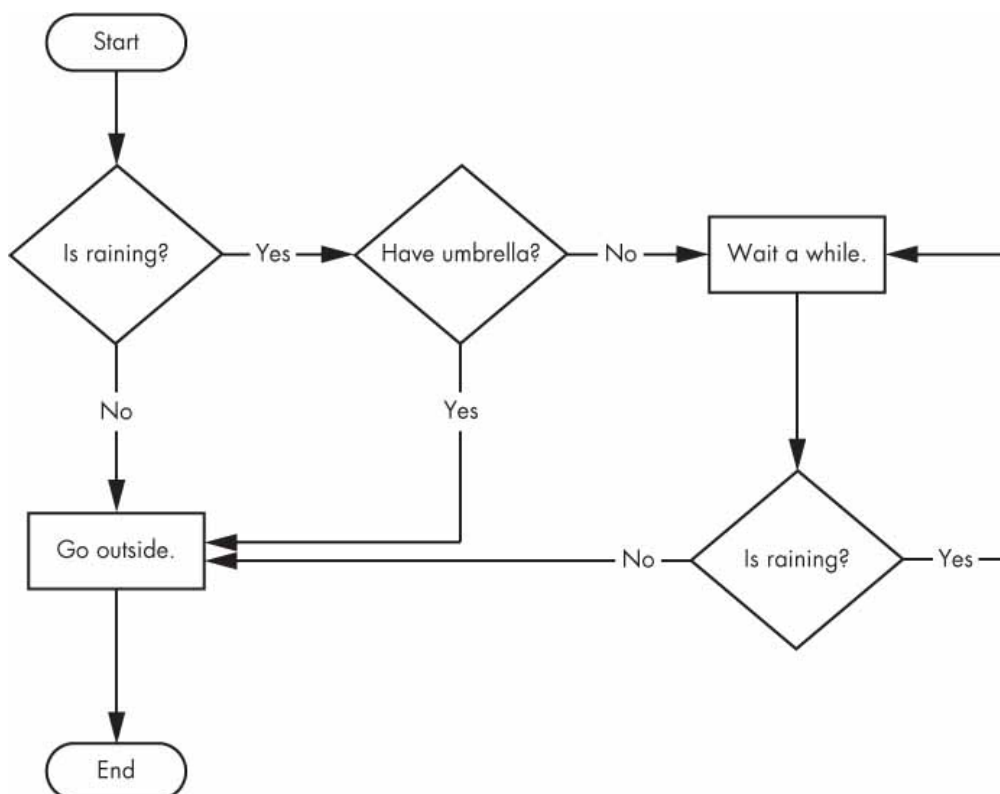 Start
Is raining?
Yes
Have umbrella?
No
Wait a while.
No
Yes
Go outside.
No
Is raining?
Yes
End